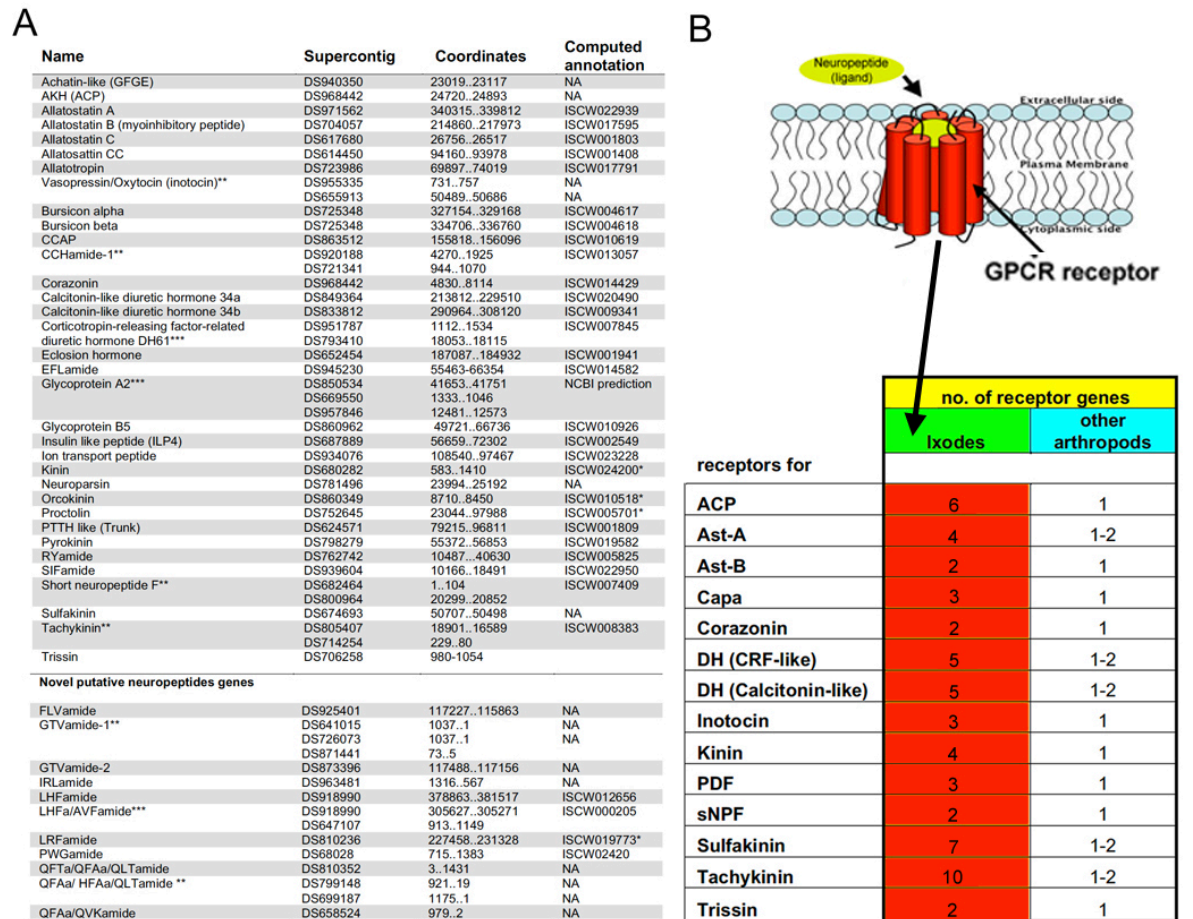 A
Name Supercontig Coordinates Computed annotation
Achatin-like (GFGE) DS940350 23019..23117 NA
AKH (ACP) DS968442 24720..24893 NA
Allatostatin A DS971562 340315..339812 ISCW022939
Allatostatin B (myoinhibitory peptide) DS704057 214860..217973 ISCW017595
Allatostatin C DS617680 26756..26517 ISCW001803
Allosattin CC DS614450 94160..93978 ISCW001408
Allatotropin DS723986 69897..74019 ISCW017791
Vasopressin/Oxytocin (inotocin)** DS955335 731..757 NA
DS655913 50489..50686 NA
Bursicon alpha DS725348 327154..329168 ISCW004617
Bursicon beta DS725348 334706..336760 ISCW004618
CCAP DS863512 155818..156096 ISCW010619
CCHamide-1** DS920188 4270..1925 ISCW013057
DS721341 944..1070
Corazonin DS968442 4830..8114 ISCW014429
Calcitonin-like diuretic hormone 34a DS849364 213812..229510 ISCW020490
Calcitonin-like diuretic hormone 34b DS833812 290964..308120 ISCW009341
Corticotropin-releasing factor-related DS951787 1112..1534 ISCW007845
diuretic hormone DH61*** DS793410 18053..18115
Eclosion hormone DS652454 187087..184932 ISCW001941
EFLamide DS945230 55463-66354 ISCW014582
Glycoprotein A2*** DS850534 41653..41751 NCBI prediction
DS669550 1333..1046
DS957846 12481..12573
Glycoprotein B5 DS860962 49721..66736 ISCW010926
Insulin like peptide (ILP4) DS687889 56659..72302 ISCW002549
Ion transport peptide DS934076 108540..97467 ISCW023228
Kinin DS680282 583..1410 ISCW024200*
Neuroparsin DS781496 23994..25192 NA
Orcokinin DS860349 8710..8450 ISCW010518*
Proctolin DS752645 23044..97988 ISCW005701*
PTTH like (Trunk) DS624571 79215..96811 ISCW001809
Pyrokinin DS798279 55372..56853 ISCW019582
RYamide DS762742 10487...40630 ISCW005825
SIFamide DS939604 10166..18491 ISCW022950
Short neuropeptide F** DS682464 1..104 ISCW007409
DS800964 20299..20852
Sulfakinin DS674693 50707..50498 NA
Tachykinin** DS805407 18901..16589 ISCW008383
DS714254 229..80
Trissin DS706258 980-1054
Novel putative neuropeptides genes
FLVamide DS925401 117227..115863 NA
GTVamide-1** DS641015 1037..1 NA
DS726073 1037..1 NA
DS871441 73..5
GTVamide-2 DS873396 117488..117156 NA
IRLamide DS963481 1316..567 NA
LHFamide DS918990 378863..381517 ISCW012656
LHFa/AVFamide*** DS918990 305627..305271 ISCW000205
DS647107 913..1149
LRFamide DS810236 227458..231328 ISCW019773*
PWGamide DS68028 715..1383 ISCW02420
QFTa/QFAa/QLTamide DS810352 3..1431 NA
QFAa/ HFAa/QLTamide ** DS799148 921..19 NA
DS699187 1175..1 NA
QFAa/QVKamide DS658524 979..2 NA
B
Neuropeptide
(ligand)
Extracellular side
Plasma Membrane
Cytoplasmic side
GPCR receptor
no. of receptor genes
Ixodes other arthropods
receptors for
ACP 6 1
Ast-A 4 1-2
Ast-B 2 1
Capa 3 1
Corazonin 2 1
DH (CRF-like) 5 1-2
DH (Calcitonin-like) 5 1-2
Inotocin 3 1
Kinin 4 1
PDF 3 1
sNPF 2 1
Sulfakinin 7 1-2
Tachykinin 10 1-2
Trissin 2 1